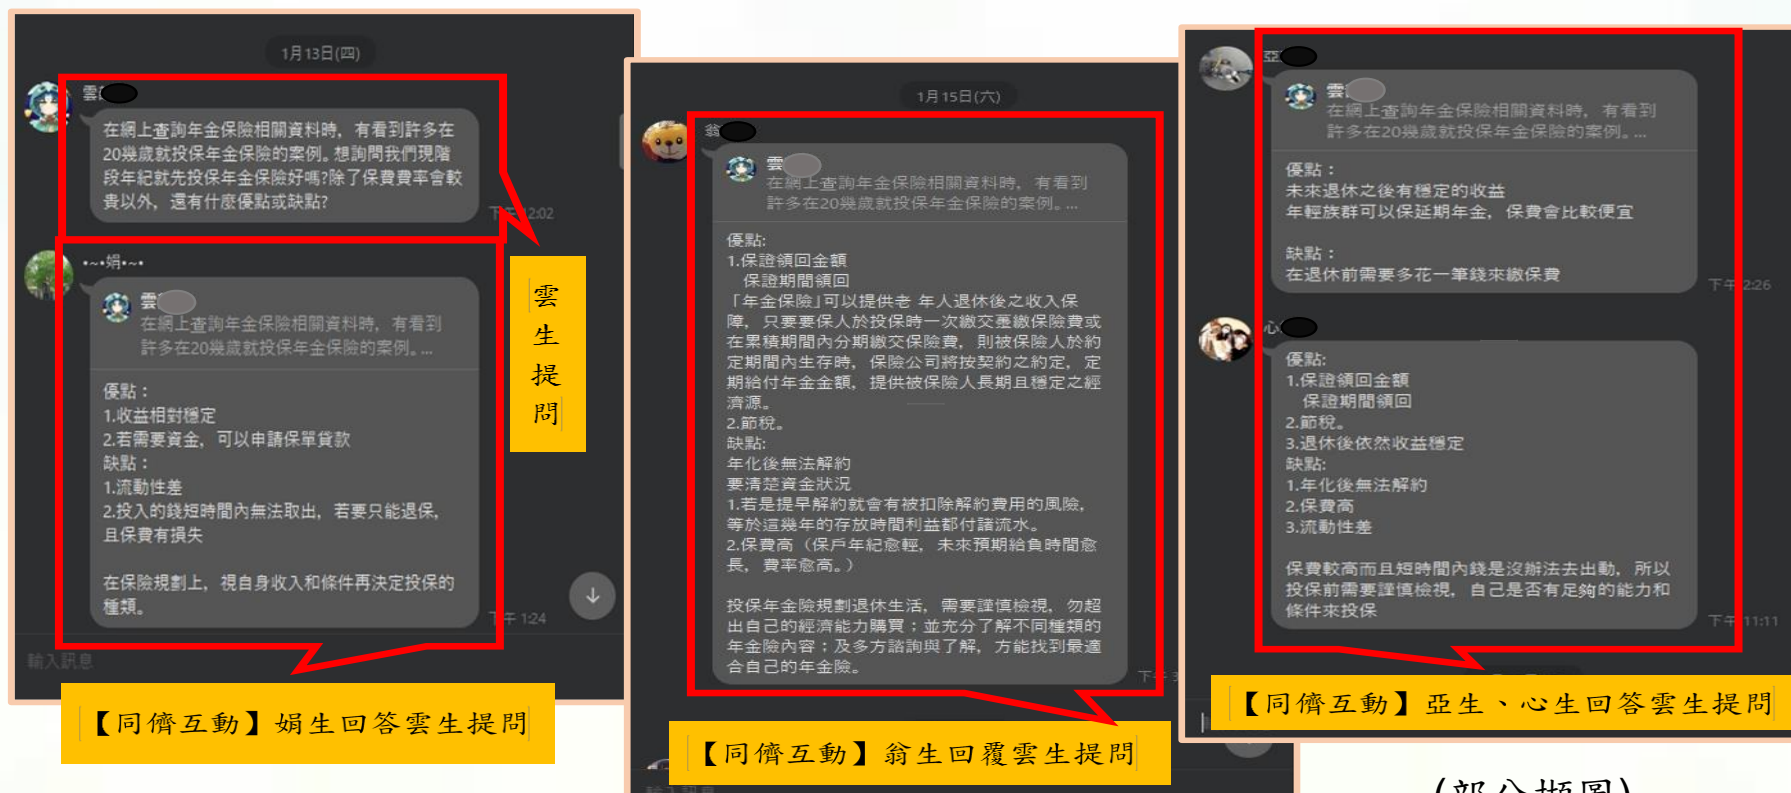 1月13日(四)
雲
在網上查詢年金保險相關資料時，有看到許多在
20幾歲就投保年金保險的案例。想詢問我們現階
段年紀就先投保年金保險好嗎?除了保費費率會較
貴以外，還有什麼優點或缺點?
下午 12:02
•~•娟•~•
雲
在網上查詢年金保險相關資料時，有看到
許多在20幾歲就投保年金保險的案例。...
優點：
1.收益相對穩定
2.若需要資金，可以申請保單貸款
缺點：
1.流動性差
2.投入的錢短時間內無法取出，若要只能退保，
且保費有損失
在保險規劃上，視自身收入和條件再決定投保的
種類。
下午 1:24
輸入訊息
雲生提問
【同儕互動】娟生回答雲生提問
1月15日(六)
翁
雲
在網上查詢年金保險相關資料時，有看到
許多在20幾歲就投保年金保險的案例。...
優點:
1.保證領回金額
保證期間領回
「年金保險」可以提供老 年人退休後之收入保
障，只要要保人於投保時一次繳交躉繳保險費或
在累積期間內分期繳交保險費，則被保險人於約
定期間內生存時，保險公司將按契約之約定，定
期給付年金金額，提供被保險人長期且穩定之經
濟源。
2.節稅。
缺點:
年化後無法解約
要清楚資金狀況
1.若是提早解約就會有被扣除解約費用的風險，
等於這幾年的存放時間利益都付諸流水。
2.保費高（保戶年紀愈輕，未來預期給負時間愈
長，費率愈高。）
投保年金險規劃退休生活，需要謹慎檢視，勿超
出自己的經濟能力購買；並充分了解不同種類的
年金險內容；及多方諮詢與了解，方能找到最適
合自己的年金險。
下午
【同儕互動】翁生回覆雲生提問
輸入訊息
亞
雲
在網上查詢年金保險相關資料時，有看到
許多在20幾歲就投保年金保險的案例。...
優點：
未來退休之後有穩定的收益
年輕族群可以保延期年金，保費會比較便宜
缺點：
在退休前需要多花一筆錢來繳保費
下午 2:26
心
優點:
1.保證領回金額
保證期間領回
2.節稅。
3.退休後依然收益穩定
缺點:
1.年化後無法解約
2.保費高
3.流動性差
保費較高而且短時間內錢是沒辦法去出動，所以
投保前需要謹慎檢視，自己是否有足夠的能力和
條件來投保
下午 11:11
【同儕互動】亞生、心生回答雲生提問
(部分擷圖)